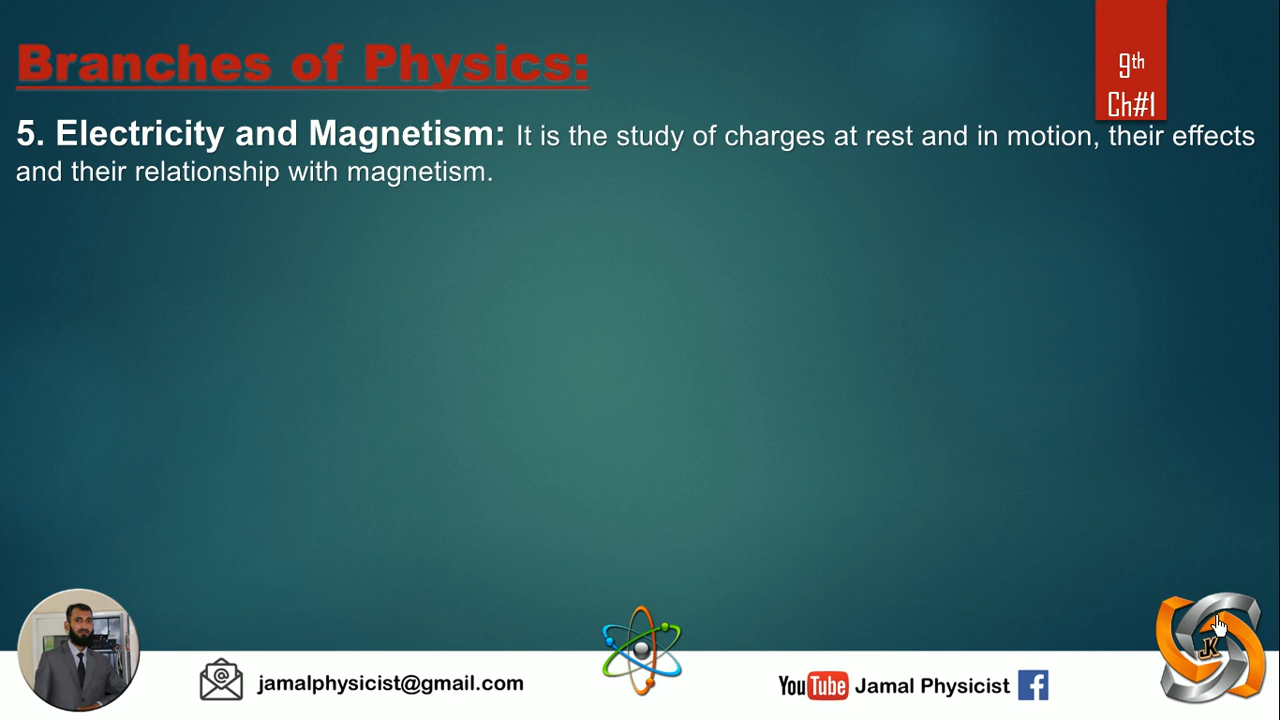 Branches of Physics:
9th
Ch#1
5. Electricity and Magnetism: It is the study of charges at rest and in motion, their effects
and their relationship with magnetism.
jamalphysicist@gmail.com
YouTube Jamal Physicist f
JK